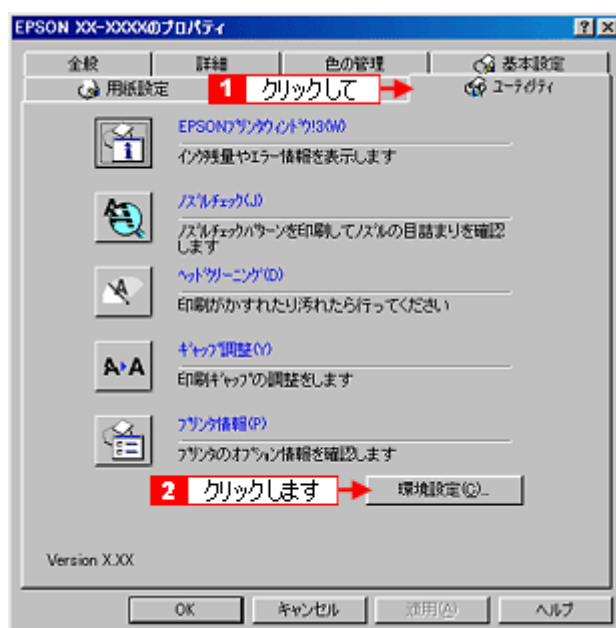 EPSON XX-XXXXのプロパティ
全般 詳細 色の管理 基本設定
用紙設定 1 クリックして ユーティリティ
EPSONプリンタウィンドウ!3(W)
インク残量やエラー情報を表示します
ノズルチェック(J)
ノズルチェックパターンを印刷してノズルの目詰まりを確認
します
ヘッドクリーニング(D)
印刷がかすれたり汚れたら行ってください
ギャップ調整(Y)
印刷ギャップの調整をします
プリンタ情報(P)
プリンタのオプション情報を確認します
2 クリックします 環境設定(C)...
Version X.XX
OK キャンセル 適用(A) ヘルプ